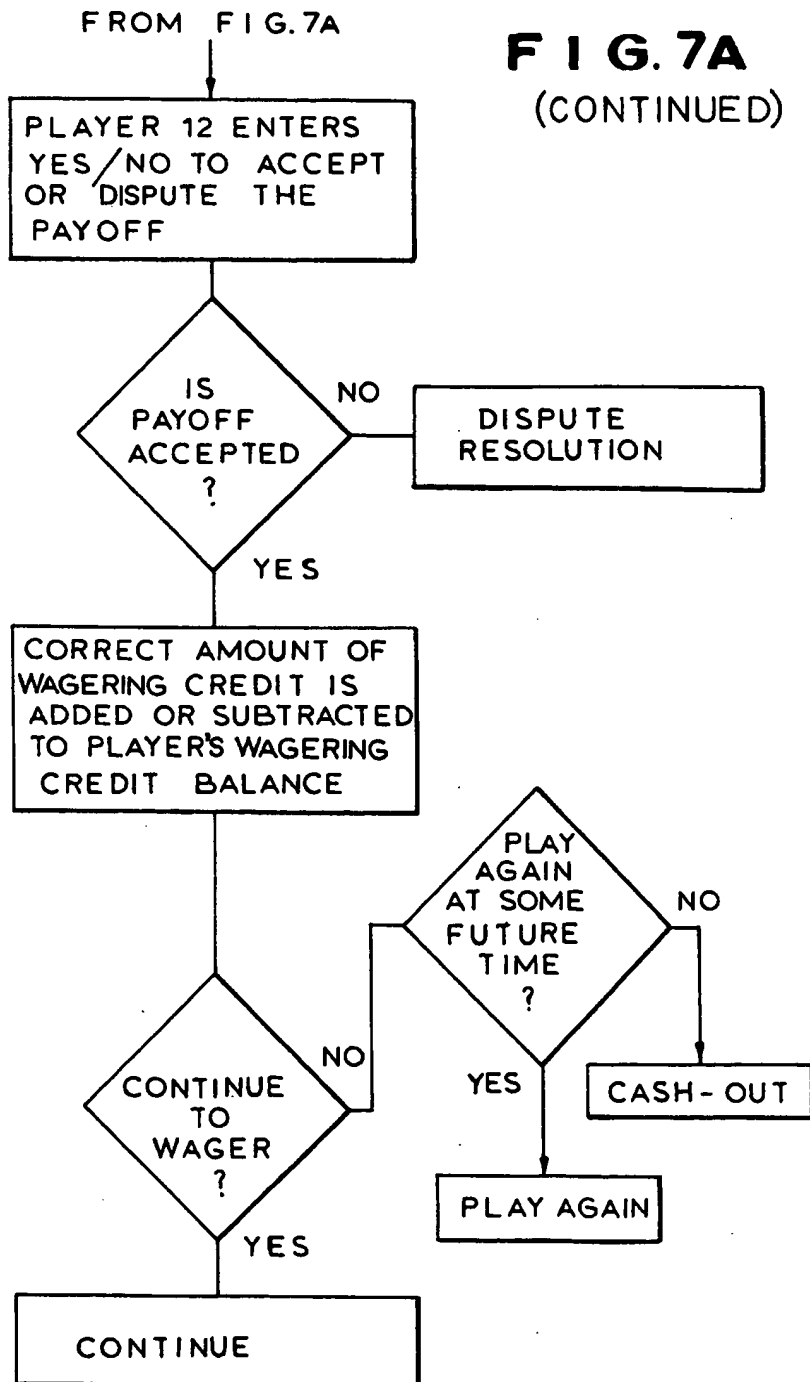 FROM FIG.7A
FIG.7A
(CONTINUED)
PLAYER 12 ENTERS
YES/NO TO ACCEPT
OR DISPUTE THE
PAYOFF
IS
PAYOFF
ACCEPTED
?
NO
DISPUTE
RESOLUTION
YES
CORRECT AMOUNT OF
WAGERING CREDIT IS
ADDED OR SUBTRACTED
TO PLAYER'S WAGERING
CREDIT BALANCE
PLAY
AGAIN
AT SOME
FUTURE
TIME
?
NO
CASH-OUT
YES
PLAY AGAIN
CONTINUE
TO
WAGER
?
NO
YES
CONTINUE